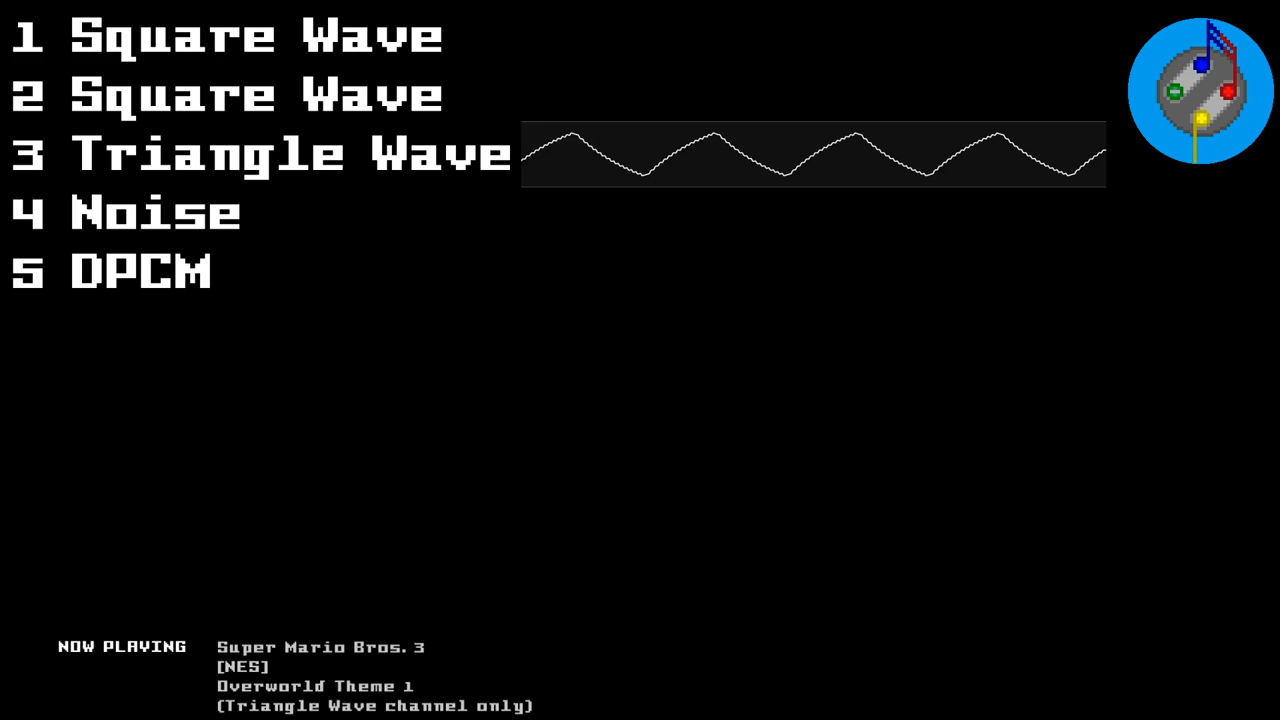 1 Square Wave
2 Square Wave
3 Triangle Wave
4 Noise
5 DPCM
NOW PLAYING Super Mario Bros. 3
[NES]
Overworld Theme 1
(Triangle Wave channel only)